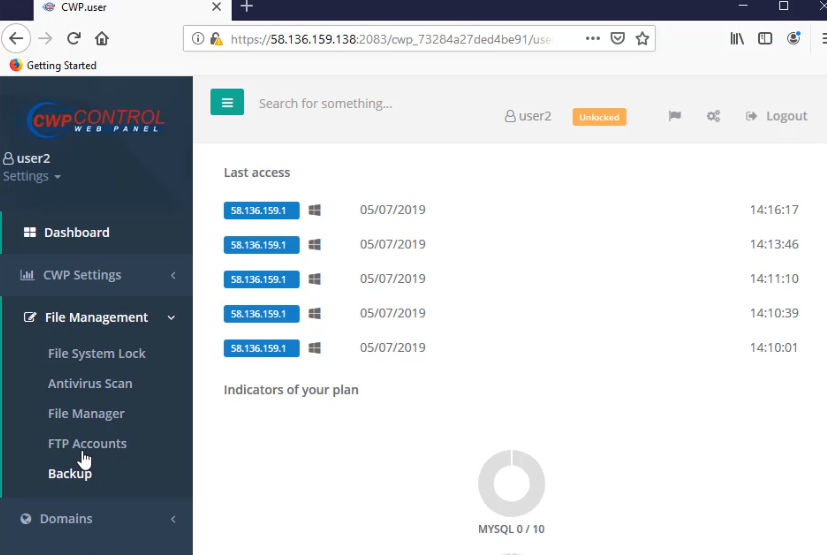 CWP.user
https://58.136.159.138:2083/cwp_73284a27ded4be91/use
Getting Started
CWP CONTROL
WEB PANEL
user2
Settings
Dashboard
CWP Settings
File Management
File System Lock
Antivirus Scan
File Manager
FTP Accounts
Backup
Domains
Search for something...
user2
Unlocked
Logout
Last access
58.136.159.1 05/07/2019 14:16:17
58.136.159.1 05/07/2019 14:13:46
58.136.159.1 05/07/2019 14:11:10
58.136.159.1 05/07/2019 14:10:39
58.136.159.1 05/07/2019 14:10:01
Indicators of your plan
MYSQL 0 / 10